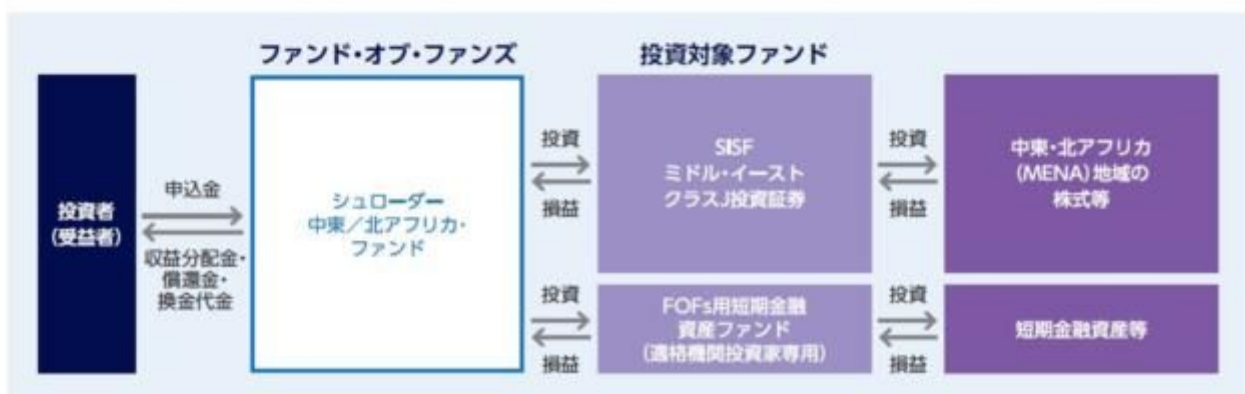 ファンド・オブ・ファンズ
投資対象ファンド
投資者
(受益者)
申込金
収益分配金・
償還金・
換金代金
シュローダー
中東／北アフリカ・
ファンド
投資
損益
SISF
ミドル・イースト
クラスJ投資証券
投資
損益
中東・北アフリカ
(MENA)地域の
株式等
投資
損益
FOFs用短期金融
資産ファンド
(適格機関投資家専用)
投資
損益
短期金融資産等